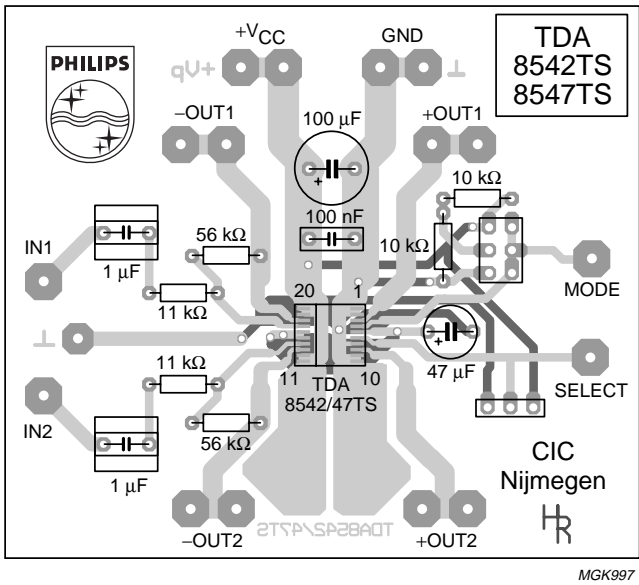 +VCC
GND
TDA
8542TS
8547TS
PHILIPS
+Vp
⊥
−OUT1
+OUT1
100 μF
+
100 nF
10 kΩ
10 kΩ
56 kΩ
IN1
1 μF
11 kΩ
MODE
20
1
⊥
11 kΩ
11
10
+
47 μF
TDA
8542/47TS
SELECT
IN2
56 kΩ
1 μF
CIC
Nijmegen
HR
TDA8542/47TS
−OUT2
+OUT2
MGK997